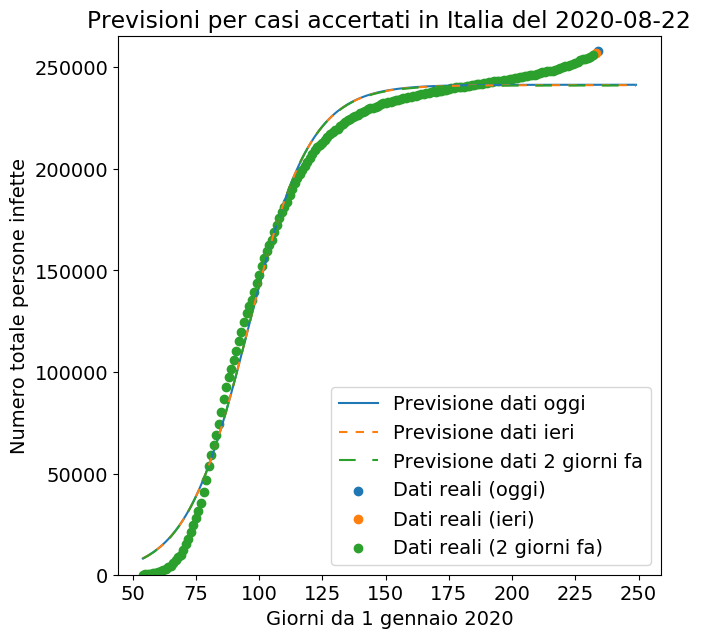 Previsioni per casi accertati in Italia del 2020-08-22
Numero totale persone infette
250000
200000
150000
100000
50000
0
50 75 100 125 150 175 200 225 250
Giorni da 1 gennaio 2020
Previsione dati oggi
Previsione dati ieri
Previsione dati 2 giorni fa
Dati reali (oggi)
Dati reali (ieri)
Dati reali (2 giorni fa)